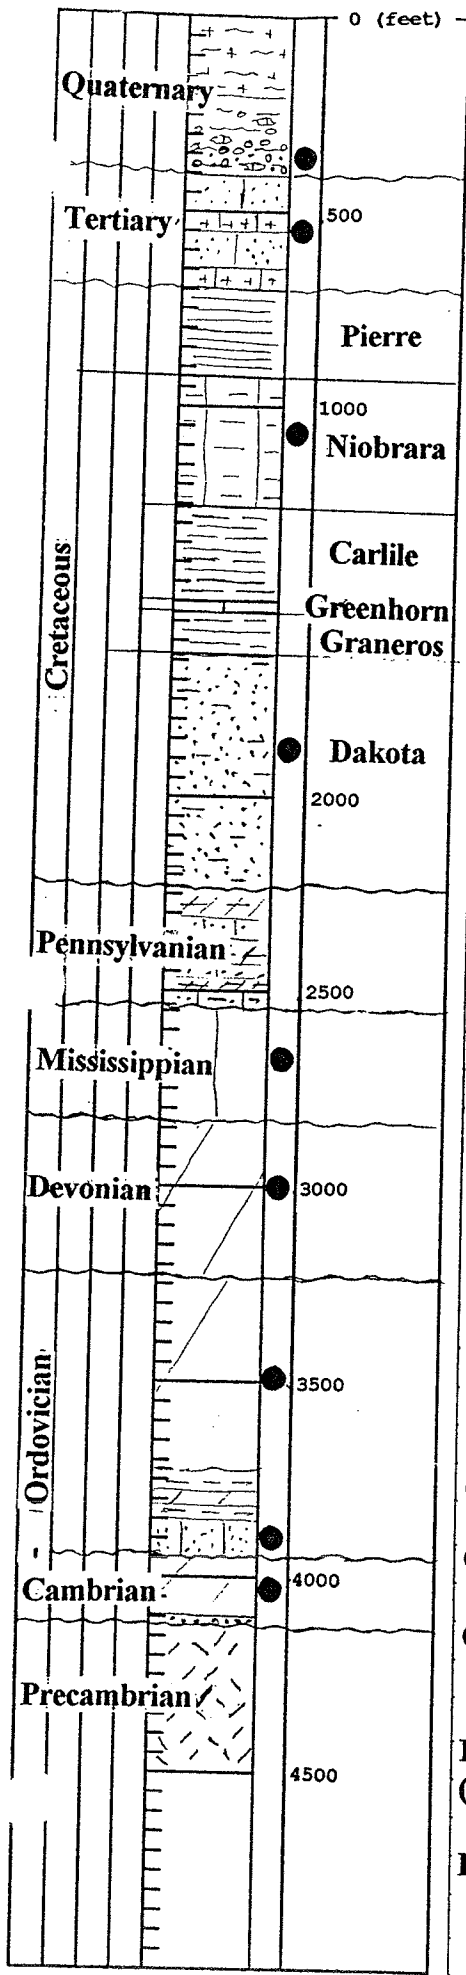 0 (feet)
Quaternary
500
Tertiary
Pierre
1000
Niobrara
Carlile
Cretaceous
Greenhorn
Graneros
Dakota
2000
Pennsylvanian
2500
Mississippian
3000
Devonian
3500
Ordovician
4000
Cambrian
Precambrian
4500